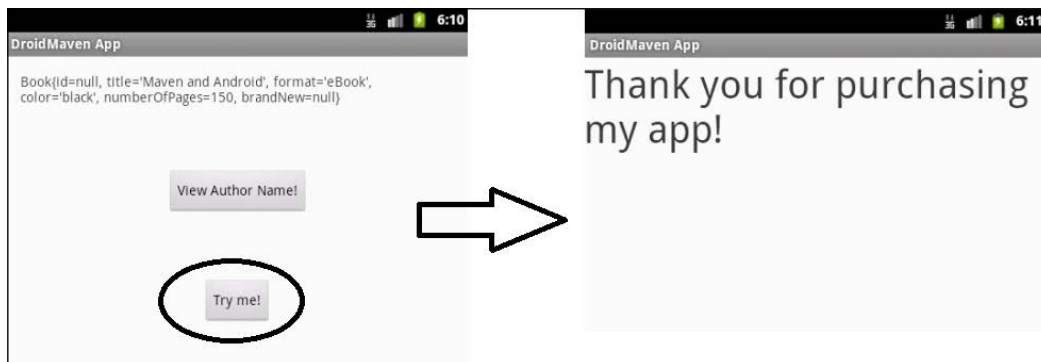 6:10
DroidMaven App
Book{id=null, title='Maven and Android', format='eBook',
color='black', numberOfPages=150, brandNew=null}
View Author Name!
Try me!
6:11
DroidMaven App
Thank you for purchasing
my app!